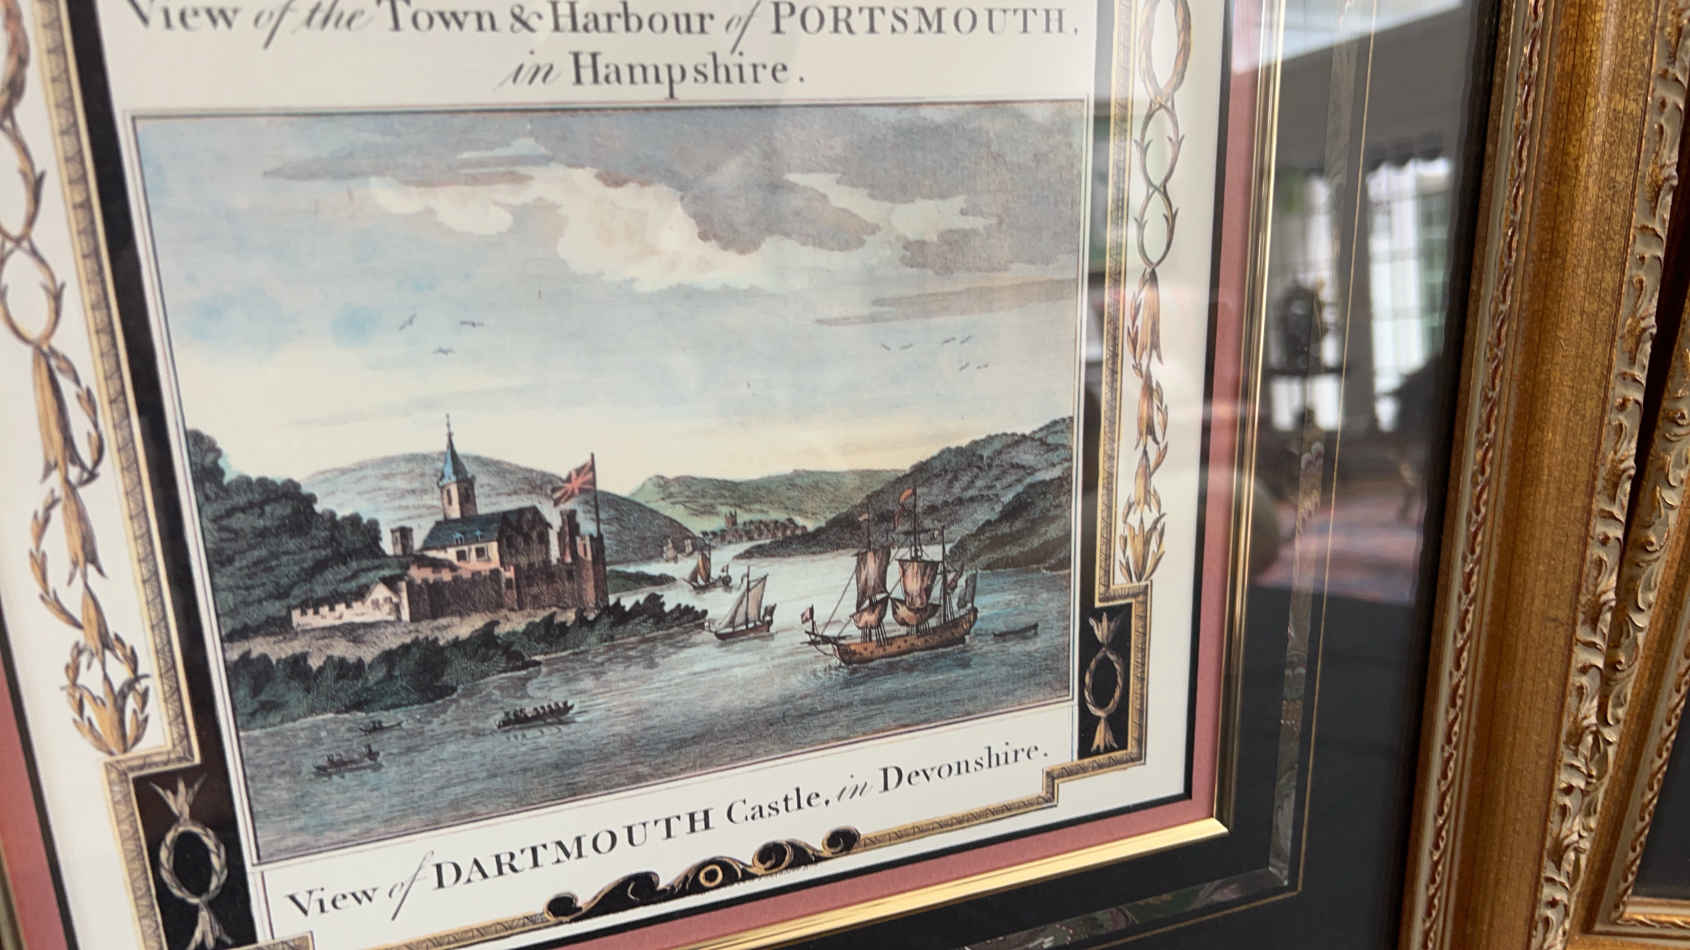 View of the Town & Harbour of PORTSMOUTH,
in Hampshire.
View of DARTMOUTH Castle, in Devonshire.